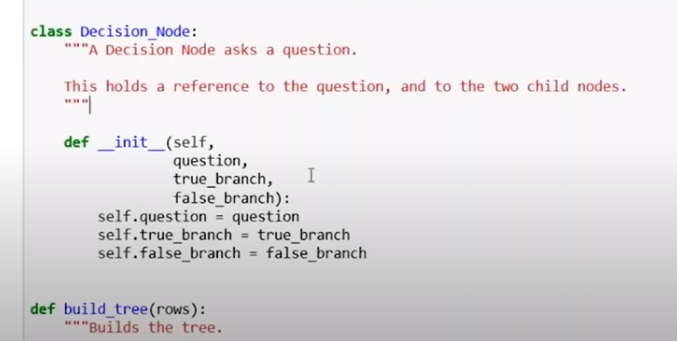 class Decision_Node:
"""A Decision Node asks a question.
This holds a reference to the question, and to the two child nodes.
"""
def __init__(self,
question,
true_branch,
false_branch):
self.question = question
self.true_branch = true_branch
self.false_branch = false_branch
def build_tree(rows):
"""Builds the tree.